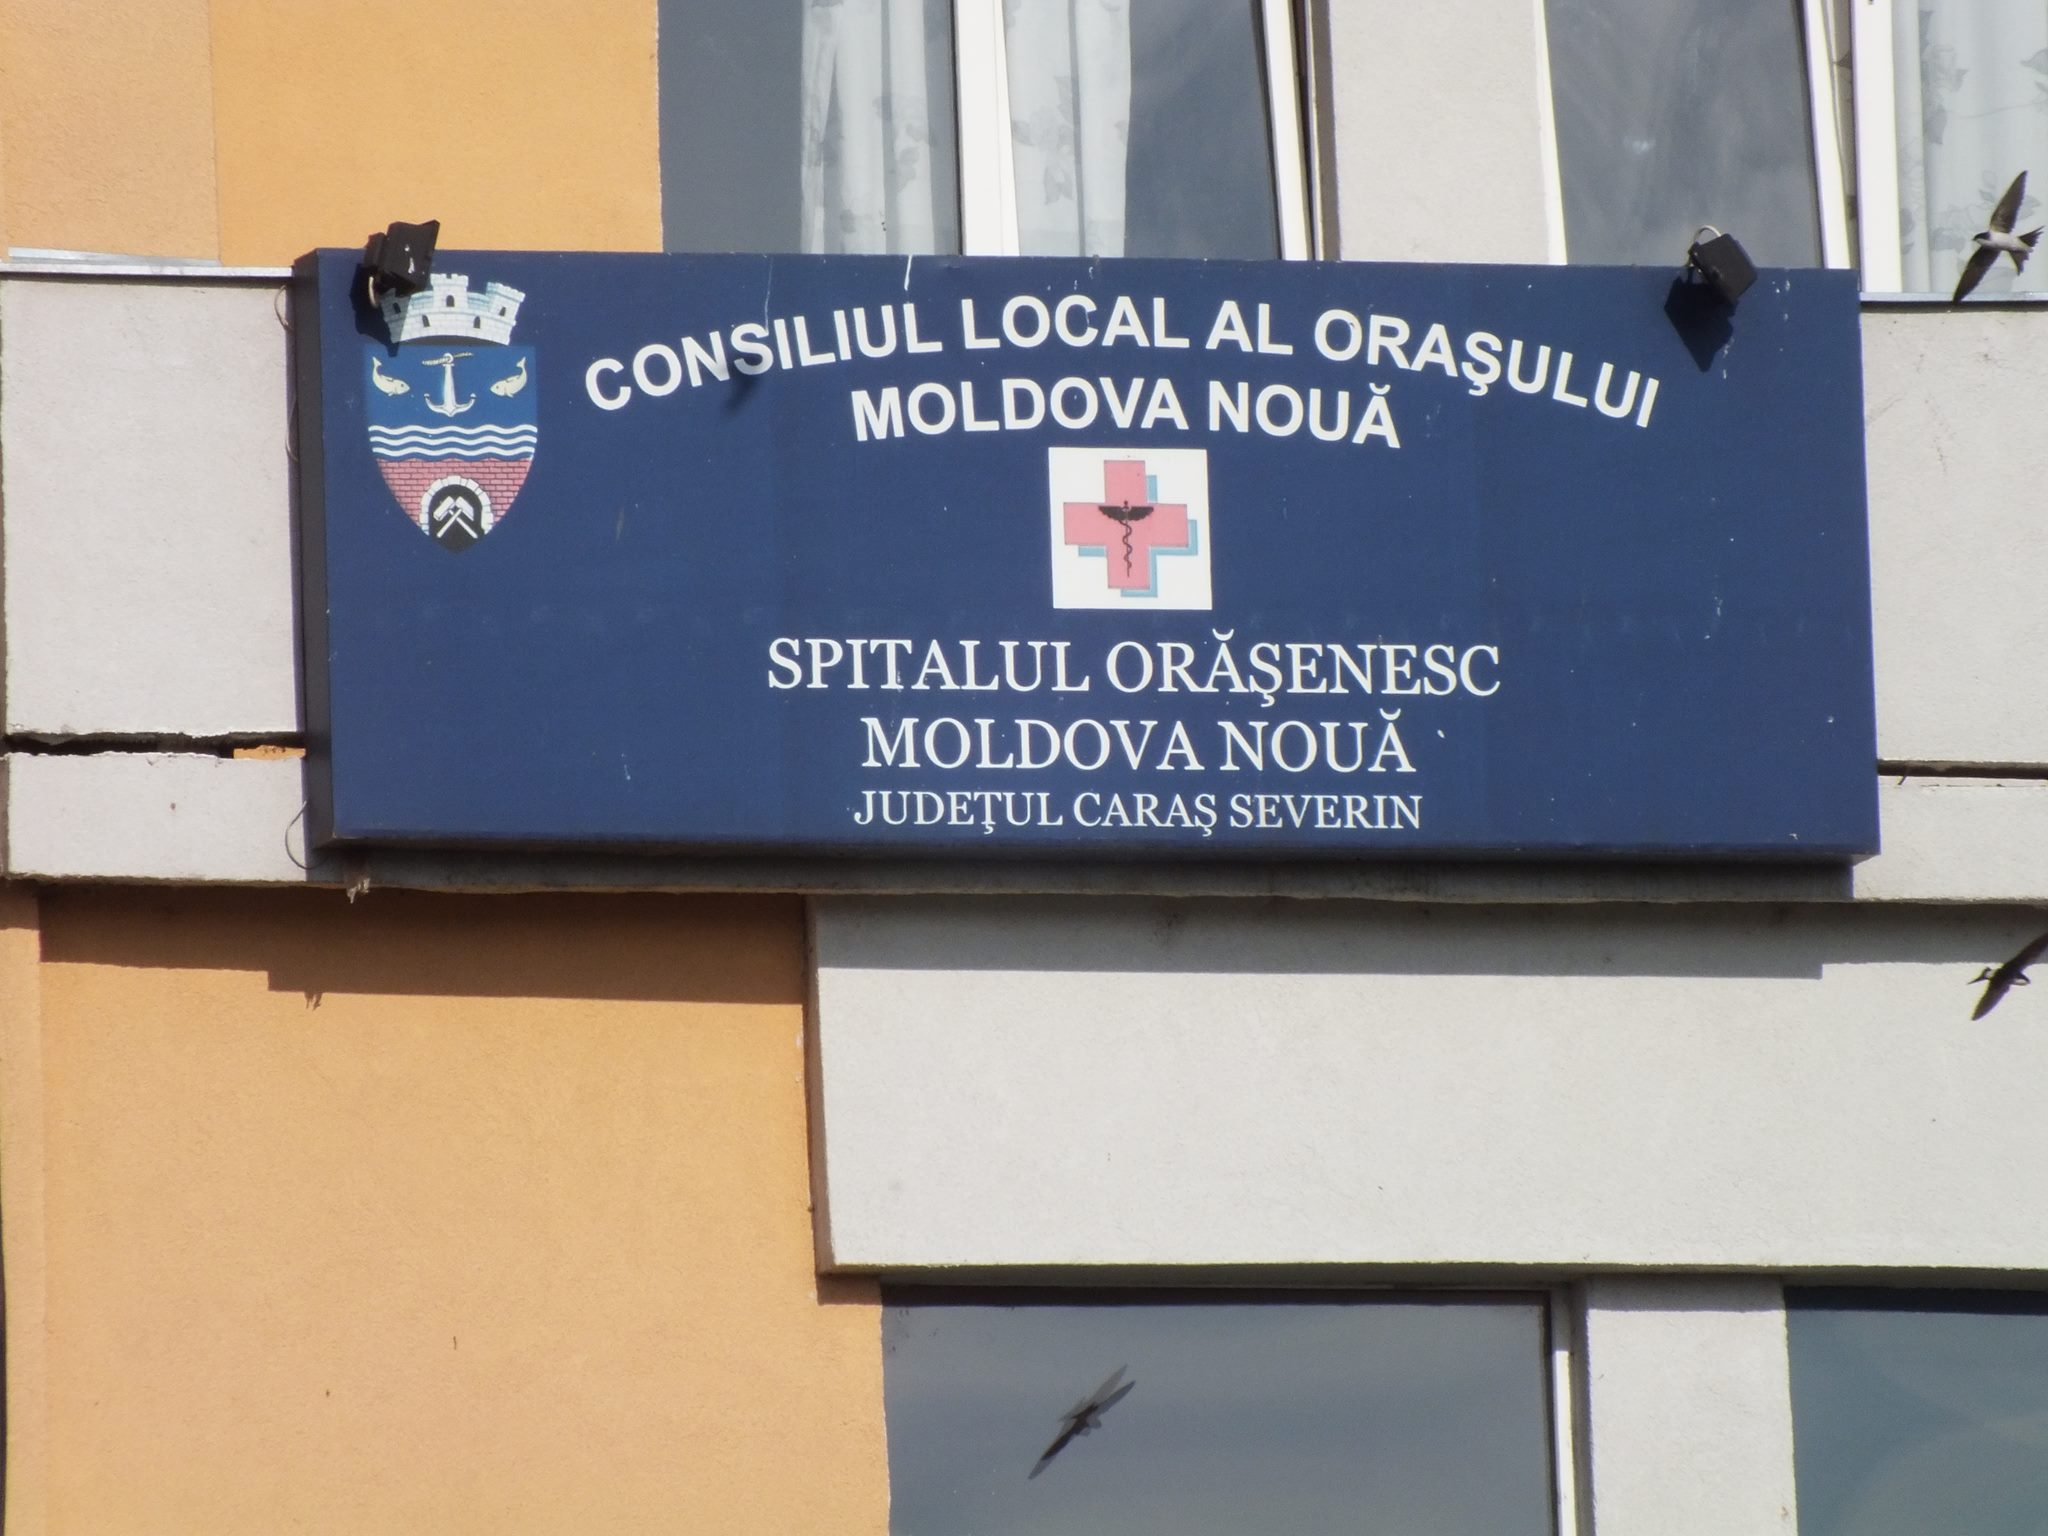 CONSILIUL LOCAL AL ORAŞULUI
MOLDOVA NOUĂ
SPITALUL ORĂŞENESC
MOLDOVA NOUĂ
JUDEŢUL CARAŞ SEVERIN